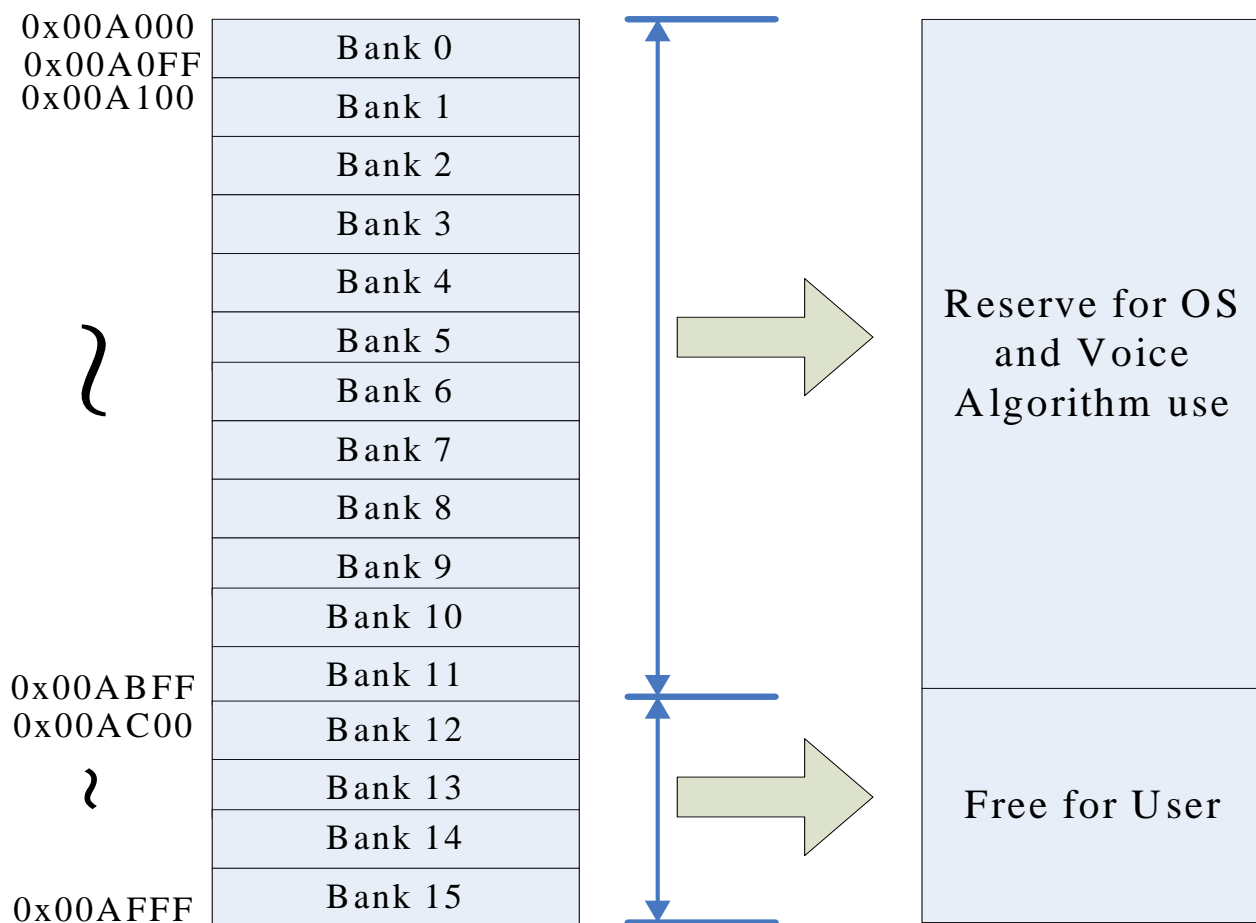 0x00A000
0x00A0FF
0x00A100
Bank 0
Bank 1
Bank 2
Bank 3
Bank 4
Bank 5
Bank 6
Bank 7
Bank 8
Bank 9
Bank 10
Bank 11
0x00ABFF
0x00AC00
Bank 12
Bank 13
Bank 14
Bank 15
0x00AFFF
Reserve for OS
and Voice
Algorithm use
Free for User